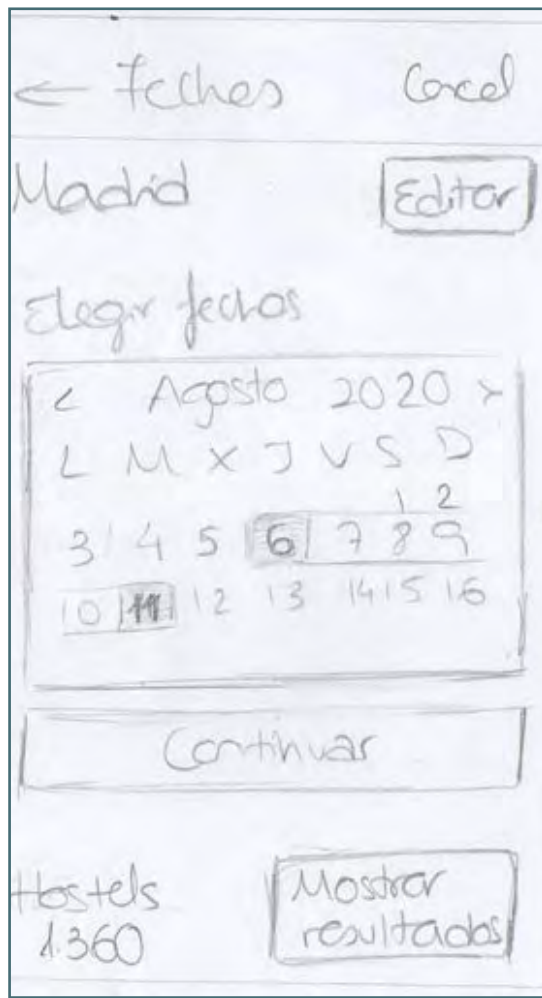 ← Fechas Cancel
Madrid Editar
Elegir fechas
< Agosto 2020 >
L M X J V S D
1 2
3 4 5 6 7 8 9
10 11 12 13 14 15 16
Continuar
Hostels Mostrar
1.360 resultados